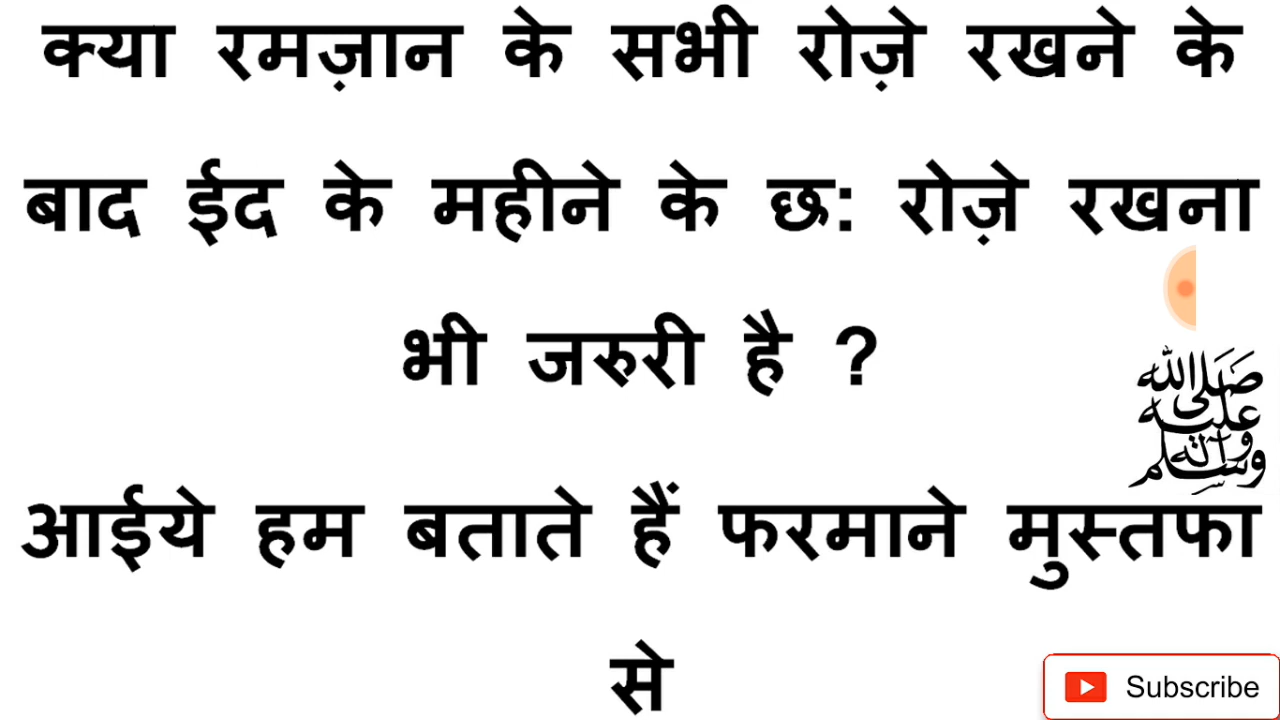 क्या रमज़ान के सभी रोज़े रखने के
बाद ईद के महीने के छ: रोज़े रखना
भी जरुरी है ?
صلى الله عليه وآله وسلم
आईये हम बताते हैं फरमाने मुस्तफा
से
Subscribe